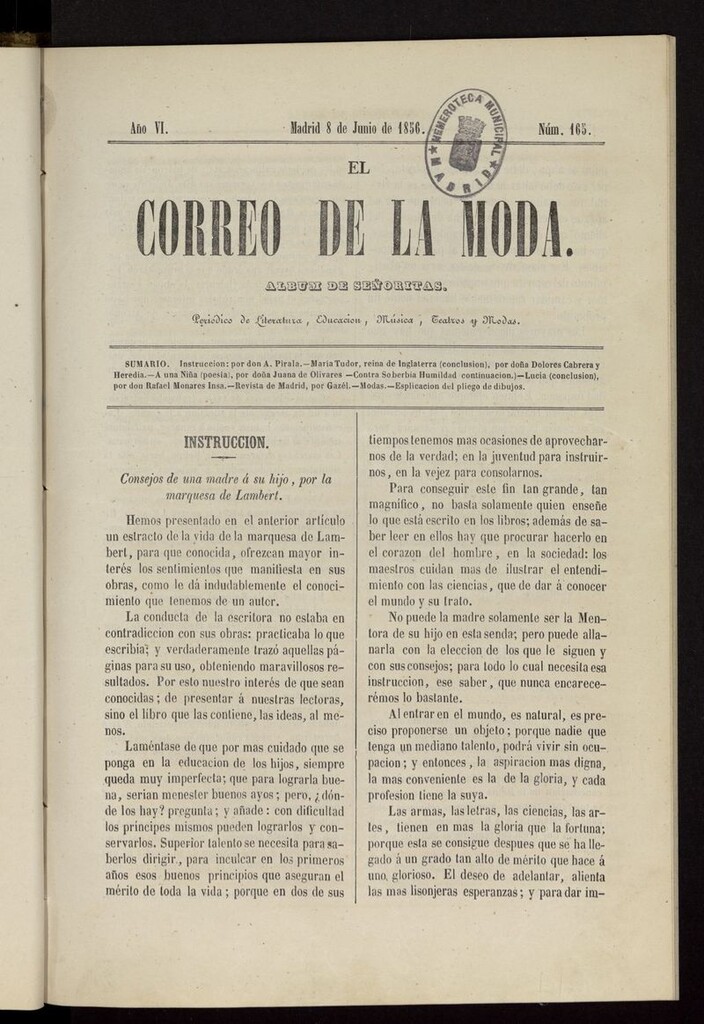 Año VI. Madrid 8 de Junio de 1856. Núm. 165.
HEMEROTECA MUNICIPAL
★ MADRID ★
EL
CORREO DE LA MODA.
ALBUM DE SEÑORITAS.
Periódico de Literatura, Educacion, Música, Teatros y Modas.
SUMARIO. Instruccion: por don A. Pirala.—Maria Tudor, reina de Inglaterra (conclusion), por doña Dolores Cabrera y
Heredia.—A una Niña (poesia), por doña Juana de Olivares —Contra Soberbia Humildad continuacion.)—Lucia (conclusion),
por don Rafael Monares Insa.—Revista de Madrid, por Gazél.—Modas.—Esplicacion del pliego de dibujos.
INSTRUCCION.
Consejos de una madre á su hijo, por la
marquesa de Lambert.
Hemos presentado en el anterior artículo
un estracto de la vida de la marquesa de Lam-
bert, para que conocida, ofrezcan mayor in-
terés los sentimientos que manifiesta en sus
obras, como le dá indudablemente el conoci-
miento que tenemos de un autor.
La conducta de la escritora no estaba en
contradiccion con sus obras: practicaba lo que
escribia; y verdaderamente trazó aquellas pá-
ginas para su uso, obteniendo maravillosos re-
sultados. Por esto nuestro interés de que sean
conocidas; de presentar á nuestras lectoras,
sino el libro que las contiene, las ideas, al me-
nos.
Laméntase de que por mas cuidado que se
ponga en la educacion de los hijos, siempre
queda muy imperfecta; que para lograrla bue-
na, serian menester buenos ayos; pero, ¿dón-
de los hay? pregunta; y añade: con dificultad
los principes mismos pueden lograrlos y con-
servarlos. Superior talento se necesita para sa-
berlos dirigir, para inculcar en los primeros
años esos buenos principios que aseguran el
mérito de toda la vida; porque en dos de sus
tiempos tenemos mas ocasiones de aprovechar-
nos de la verdad; en la juventud para instruir-
nos, en la vejez para consolarnos.
Para conseguir este fin tan grande, tan
magnífico, no basta solamente quien enseñe
lo que está escrito en los libros; además de sa-
ber leer en ellos hay que procurar hacerlo en
el corazon del hombre, en la sociedad: los
maestros cuidan mas de ilustrar el entendi-
miento con las ciencias, que de dar á conocer
el mundo y su trato.
No puede la madre solamente ser la Men-
tora de su hijo en esta senda; pero puede alla-
narla con la eleccion de los que le siguen y
con sus consejos; para todo lo cual necesita esa
instruccion, ese saber, que nunca encarece-
rémos lo bastante.
Al entrar en el mundo, es natural, es pre-
ciso proponerse un objeto; porque nadie que
tenga un mediano talento, podrá vivir sin ocu-
pacion; y entonces, la aspiracion mas digna,
la mas conveniente es la de la gloria, y cada
profesion tiene la suya.
Las armas, las letras, las ciencias, las ar-
tes, tienen en mas la gloria que la fortuna;
porque esta se consigue despues que se ha lle-
gado á un grado tan alto de mérito que hace á
uno, glorioso. El deseo de adelantar, alienta
las mas lisonjeras esperanzas; y para dar im-